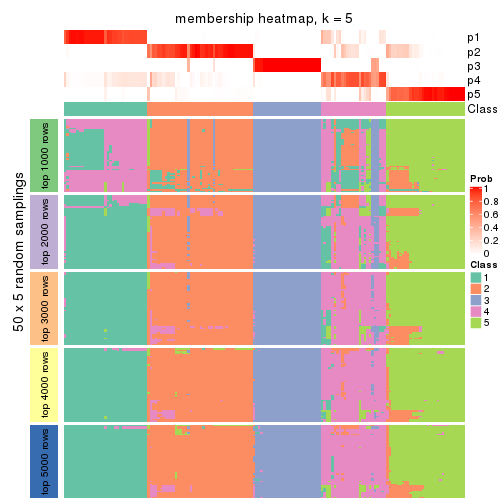 membership heatmap, k = 5
p1
p2
p3
p4
p5
Class
50 x 5 random samplings
top 1000 rows
top 2000 rows
top 3000 rows
top 4000 rows
top 5000 rows
Prob
1
0.8
0.6
0.4
0.2
0
Class
1
2
3
4
5